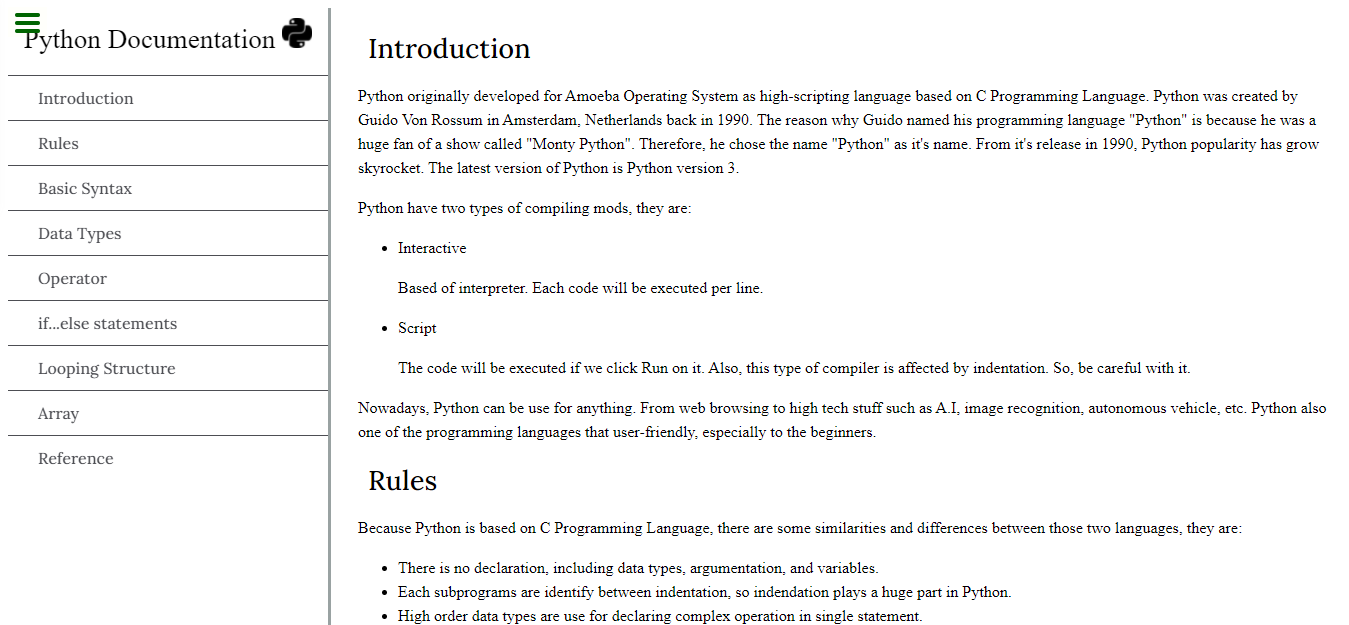 Python Documentation
Introduction
Rules
Basic Syntax
Data Types
Operator
if...else statements
Looping Structure
Array
Reference
Introduction
Python originally developed for Amoeba Operating System as high-scripting language based on C Programming Language. Python was created by
Guido Von Rossum in Amsterdam, Netherlands back in 1990. The reason why Guido named his programming language "Python" is because he was a
huge fan of a show called "Monty Python". Therefore, he chose the name "Python" as it's name. From it's release in 1990, Python popularity has grow
skyrocket. The latest version of Python is Python version 3.
Python have two types of compiling mods, they are:
• Interactive
Based of interpreter. Each code will be executed per line.
• Script
The code will be executed if we click Run on it. Also, this type of compiler is affected by indentation. So, be careful with it.
Nowadays, Python can be use for anything. From web browsing to high tech stuff such as A.I, image recognition, autonomous vehicle, etc. Python also
one of the programming languages that user-friendly, especially to the beginners.
Rules
Because Python is based on C Programming Language, there are some similarities and differences between those two languages, they are:
• There is no declaration, including data types, argumentation, and variables.
• Each subprograms are identify between indentation, so indendation plays a huge part in Python.
• High order data types are use for declaring complex operation in single statement.